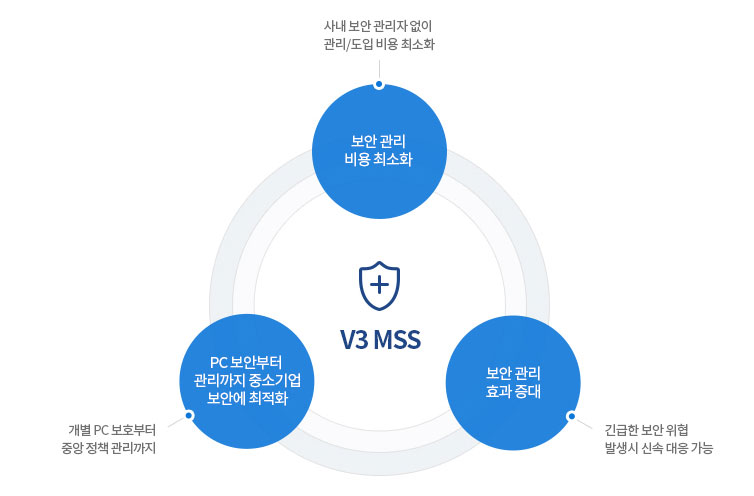 사내 보안 관리자 없이
관리/도입 비용 최소화
보안 관리
비용 최소화
V3 MSS
PC 보안부터
관리까지 중소기업
보안에 최적화
보안 관리
효과 증대
개별 PC 보호부터
중앙 정책 관리까지
긴급한 보안 위협
발생시 신속 대응 가능